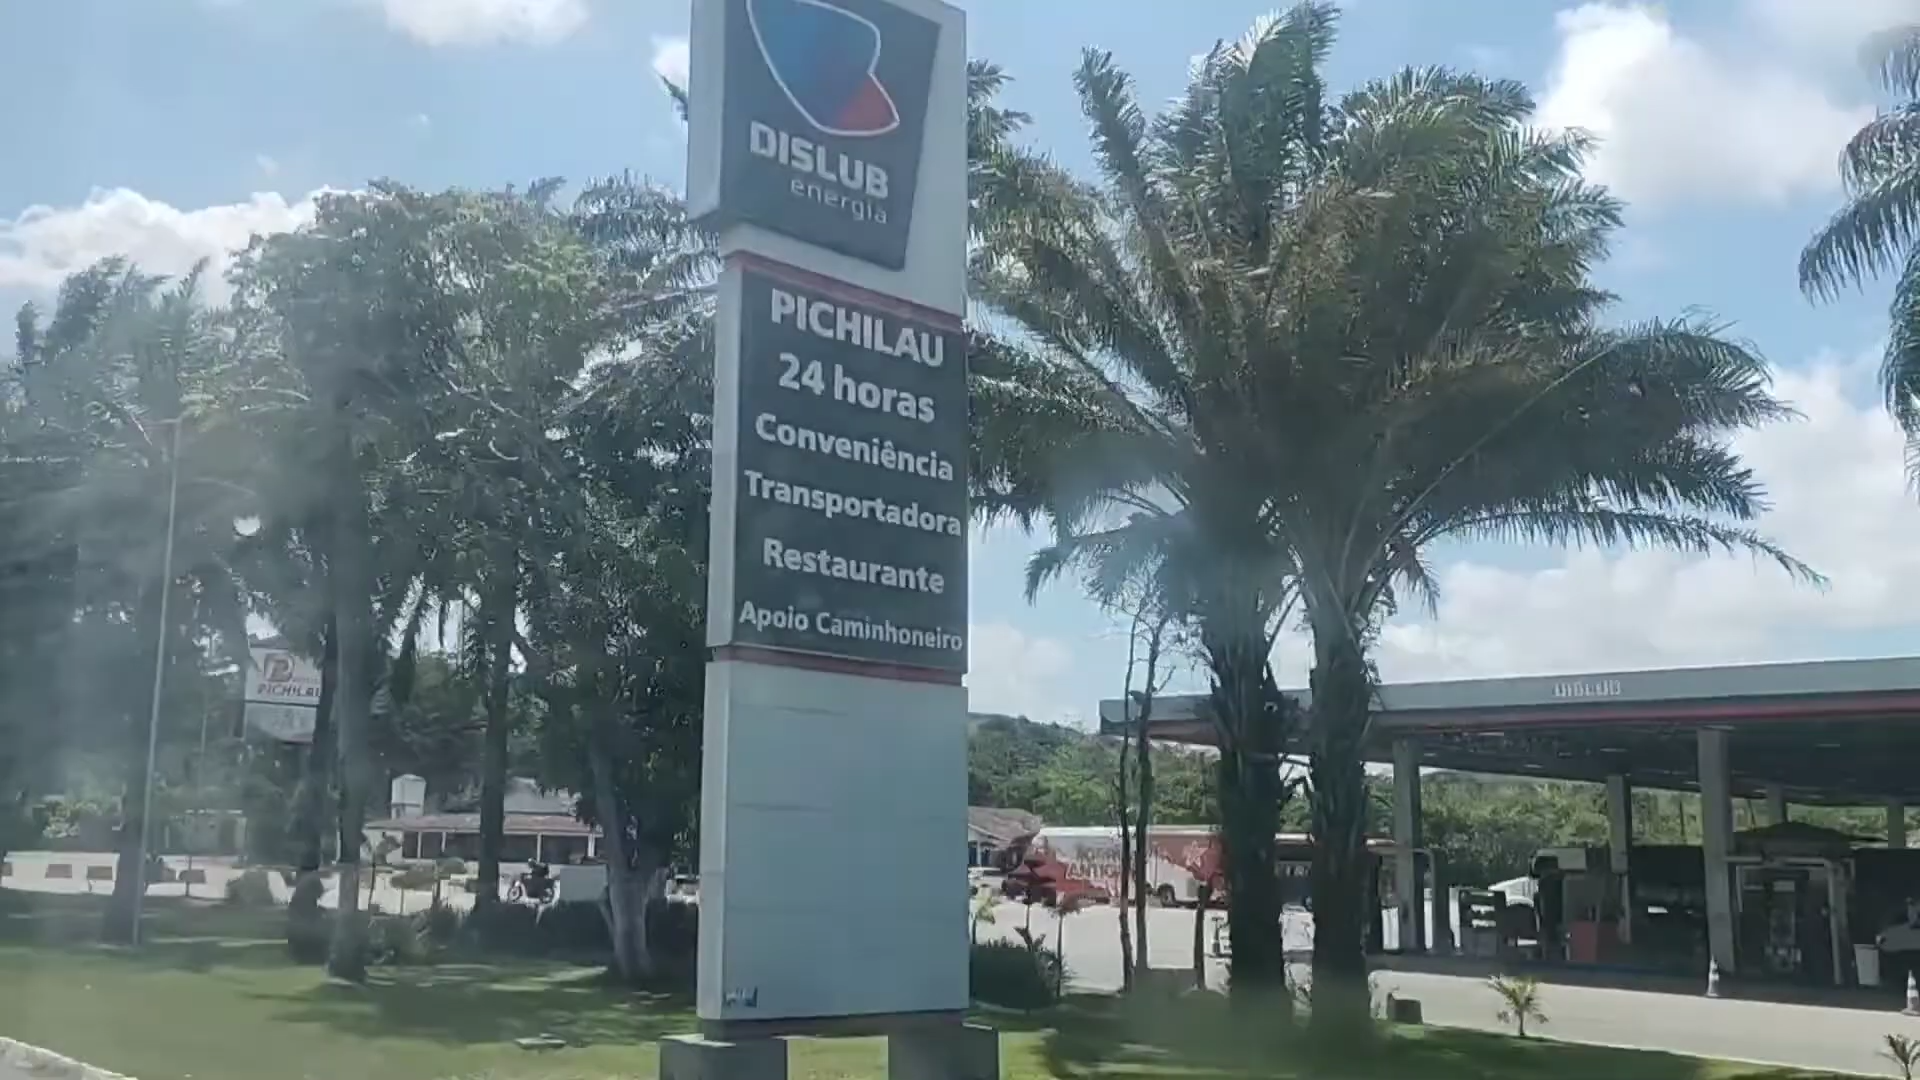 DISLUB
energia
PICHILAU
24 horas
Conveniência
Transportadora
Restaurante
Apoio Caminhoneiro
PICHILAU